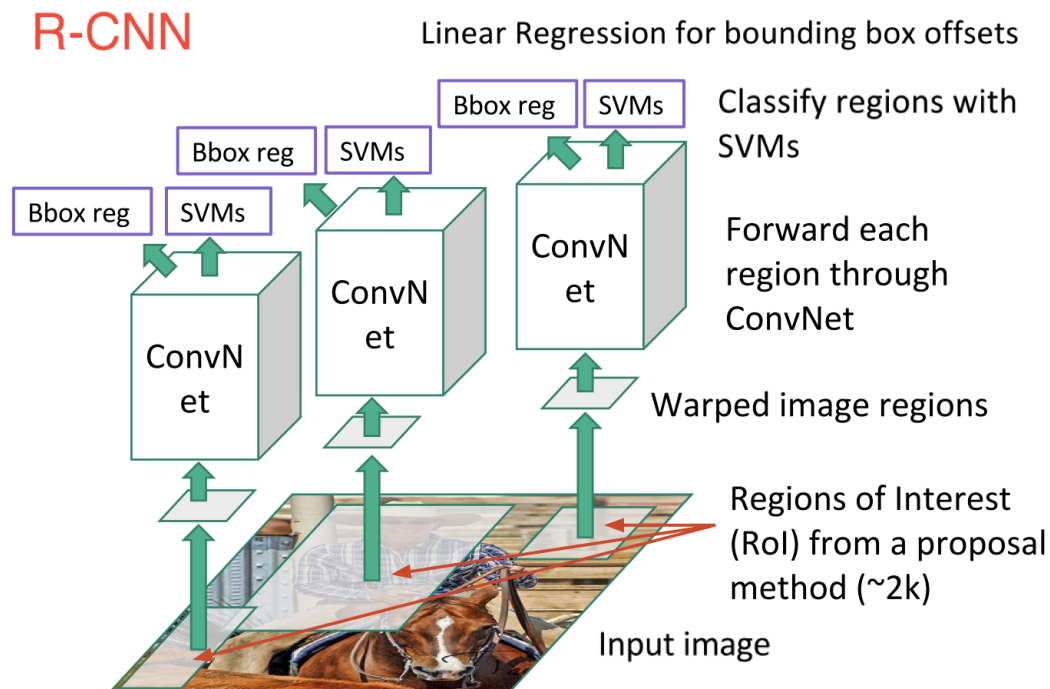 R-CNN
Linear Regression for bounding box offsets
Bbox reg
SVMs
Classify regions with
SVMs
Bbox reg
SVMs
Bbox reg
SVMs
ConvN
et
Forward each
region through
ConvNet
ConvN
et
ConvN
et
Warped image regions
Regions of Interest
(RoI) from a proposal
method (~2k)
Input image